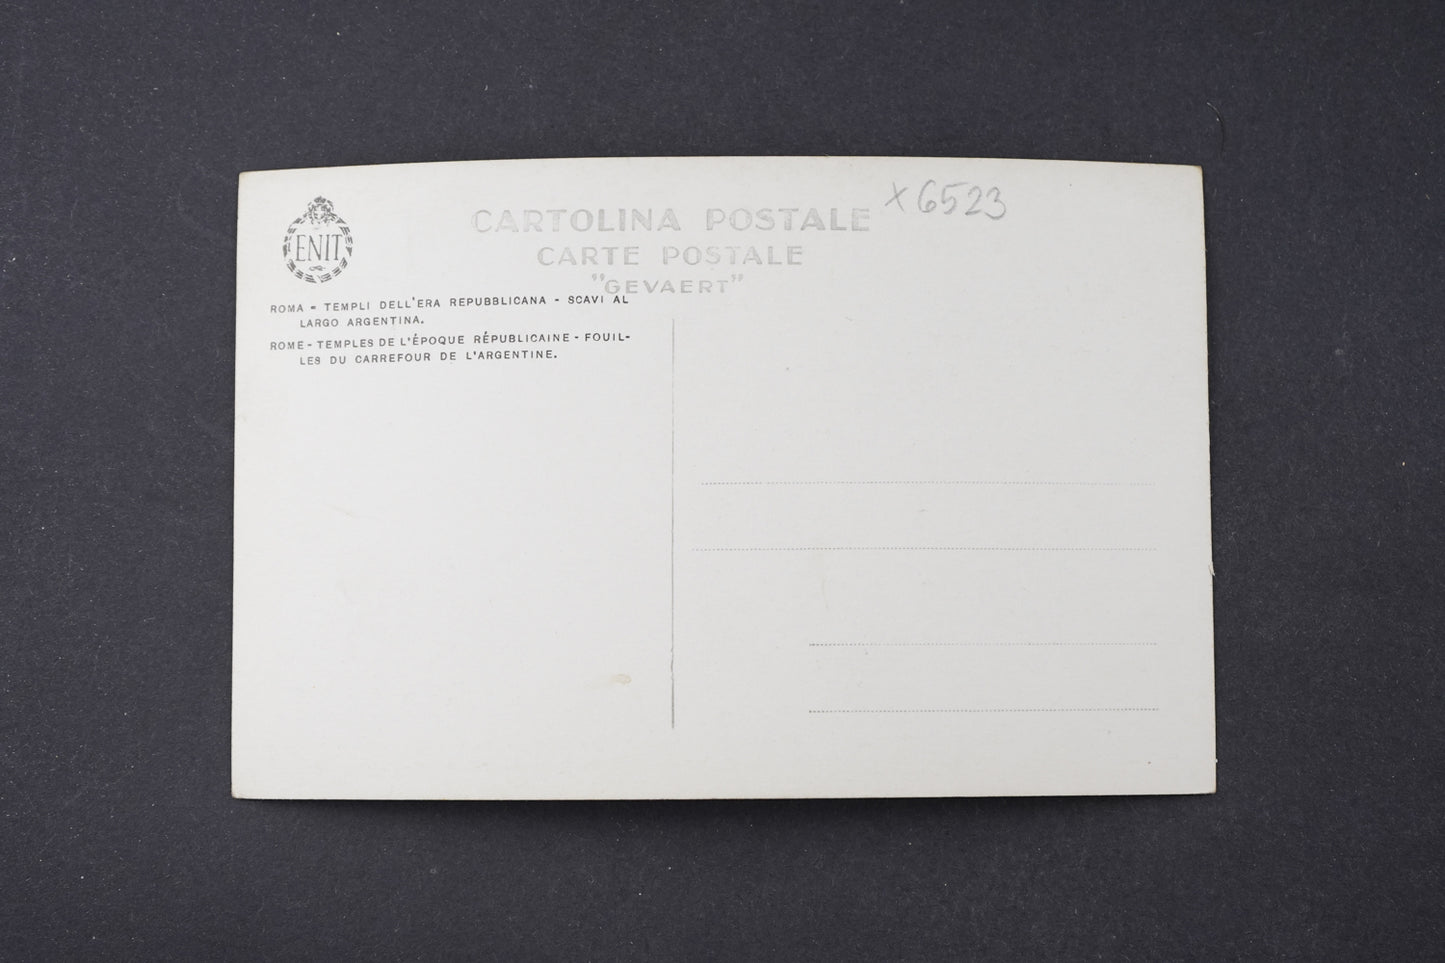 ENIT
CARTOLINA POSTALE
CARTE POSTALE
"GEVAERT"
x 6523
ROMA - TEMPLI DELL'ERA REPUBBLICANA - SCAVI AL
LARGO ARGENTINA.
ROME - TEMPLES DE L'ÉPOQUE RÉPUBLICAINE - FOUIL-
LES DU CARREFOUR DE L'ARGENTINE.